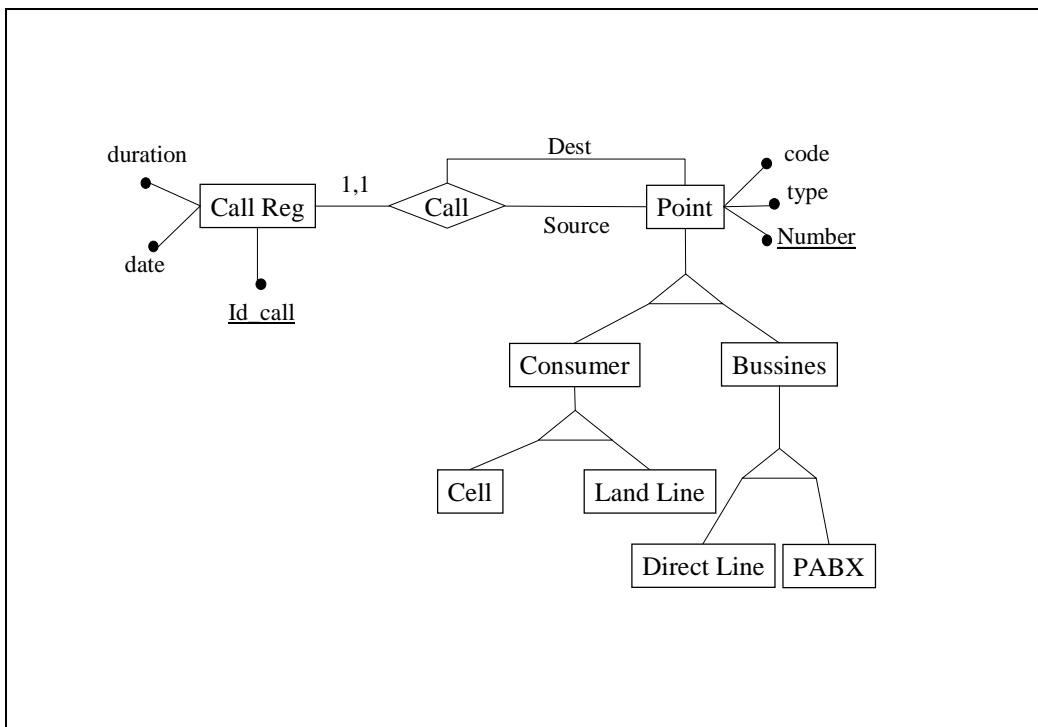 Dest
code
duration
1,1
type
Call Reg
Call
Point
Source
Number
date
Id_call
Consumer
Bussines
Cell
Land Line
Direct Line
PABX